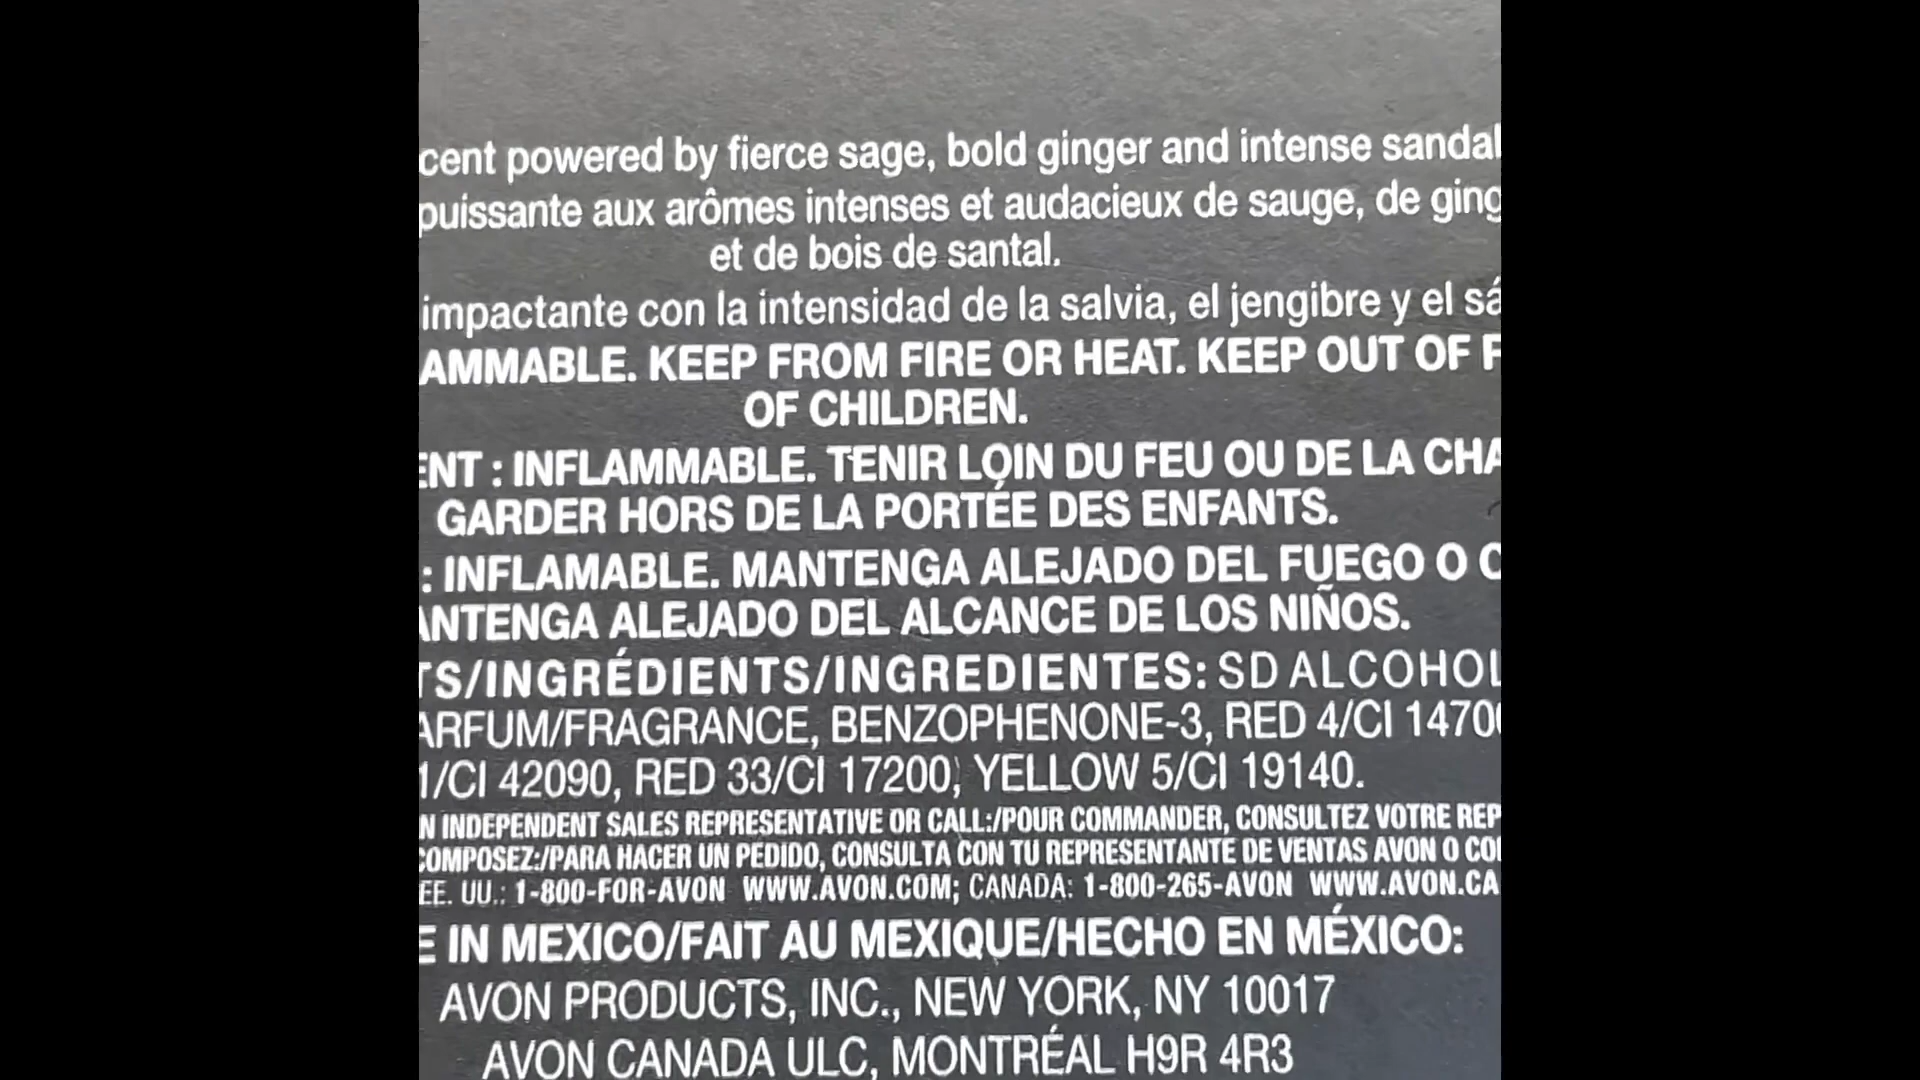 cent powered by fierce sage, bold ginger and intense sandal
puissante aux arômes intenses et audacieux de sauge, de ging
et de bois de santal.
impactante con la intensidad de la salvia, el jengibre y el sá
AMMABLE. KEEP FROM FIRE OR HEAT. KEEP OUT OF
OF CHILDREN.
ENT : INFLAMMABLE. TENIR LOIN DU FEU OU DE LA CHA
GARDER HORS DE LA PORTÉE DES ENFANTS.
: INFLAMABLE. MANTENGA ALEJADO DEL FUEGO O C
ANTENGA ALEJADO DEL ALCANCE DE LOS NIÑOS.
TS/INGRÉDIENTS/INGREDIENTES: SD ALCOHOL
ARFUM/FRAGRANCE, BENZOPHENONE-3, RED 4/CI 14700
1/CI 42090, RED 33/CI 17200, YELLOW 5/CI 19140.
N INDEPENDENT SALES REPRESENTATIVE OR CALL:/POUR COMMANDER, CONSULTEZ VOTRE REP
COMPOSEZ:/PARA HACER UN PEDIDO, CONSULTA CON TU REPRESENTANTE DE VENTAS AVON O CO
EE. UU.: 1-800-FOR-AVON WWW.AVON.COM; CANADA: 1-800-265-AVON WWW.AVON.CA
E IN MEXICO/FAIT AU MEXIQUE/HECHO EN MÉXICO:
AVON PRODUCTS, INC., NEW YORK, NY 10017
AVON CANADA ULC, MONTRÉAL H9R 4R3